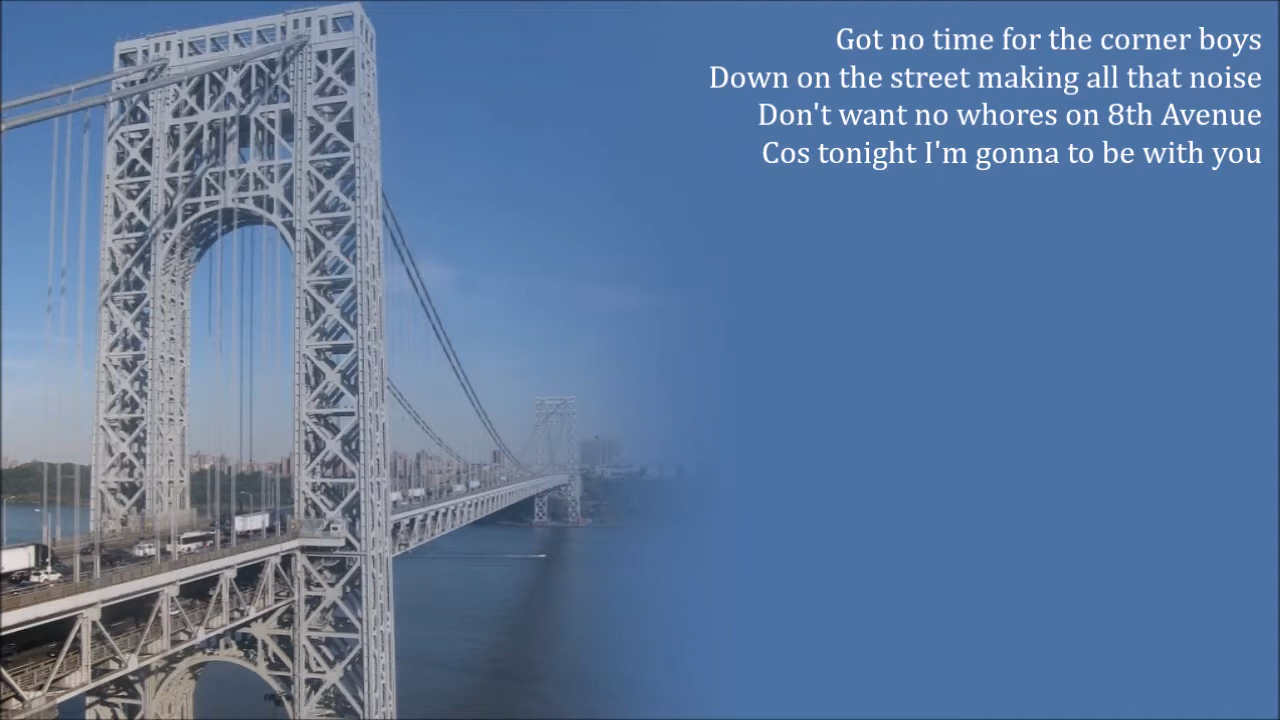 Got no time for the corner boys
Down on the street making all that noise
Don't want no whores on 8th Avenue
Cos tonight I'm gonna to be with you